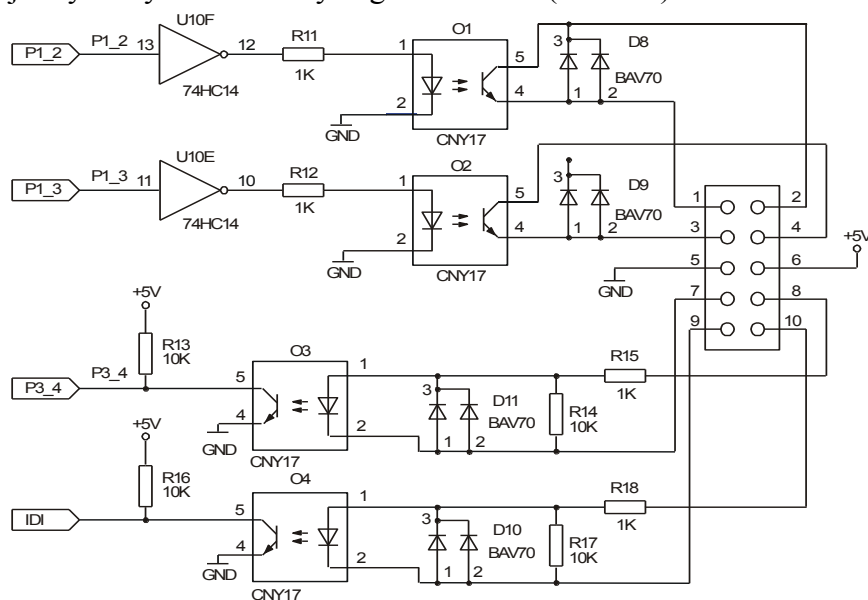 U10F
O1
P1_2
P1_2
13
12
R11
1K
74HC14
1
2
5
4
GND
CNY17
3
D8
BAV70
1
2
U10E
O2
P1_3
P1_3
11
10
R12
1K
74HC14
1
2
5
4
GND
CNY17
3
D9
BAV70
1
2
1
2
3
4
5
6
7
8
9
10
+5V
GND
+5V
R13
10K
P3_4
P3_4
O3
5
4
1
2
GND
CNY17
3
D11
BAV70
1
2
R14
10K
R15
1K
+5V
R16
10K
IDI
O4
5
4
1
2
GND
CNY17
3
D10
BAV70
1
2
R17
10K
R18
1K